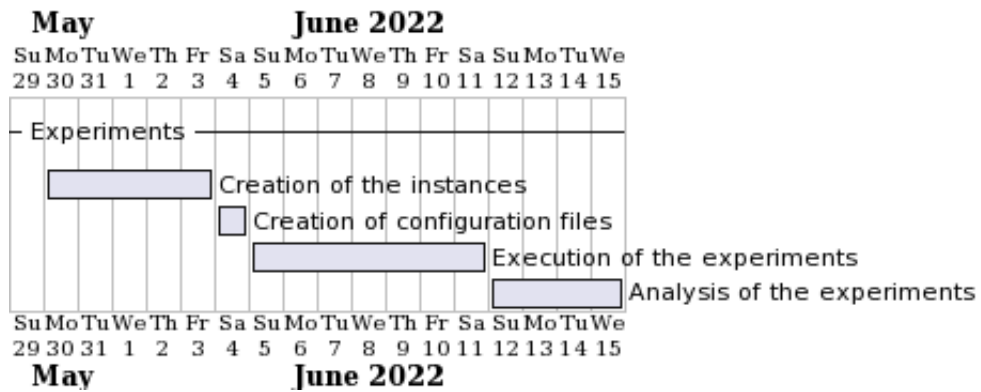 May June 2022
Su Mo Tu We Th Fr Sa Su Mo Tu We Th Fr Sa Su Mo Tu We
29 30 31 1 2 3 4 5 6 7 8 9 10 11 12 13 14 15
Experiments
Creation of the instances
Creation of configuration files
Execution of the experiments
Analysis of the experiments
Su Mo Tu We Th Fr Sa Su Mo Tu We Th Fr Sa Su Mo Tu We
29 30 31 1 2 3 4 5 6 7 8 9 10 11 12 13 14 15
May June 2022